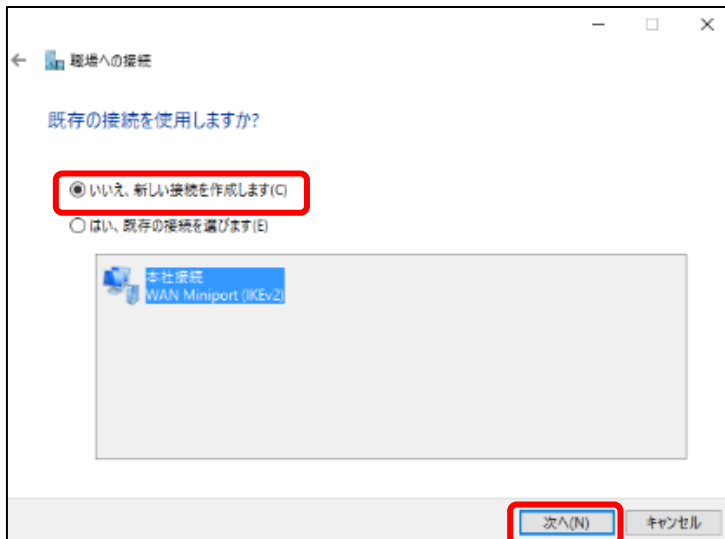 職場への接続
既存の接続を使用しますか?
いいえ、新しい接続を作成します(C)
はい、既存の接続を選びます(E)
本社接続
WAN Miniport (IKEv2)
次へ(N)
キャンセル